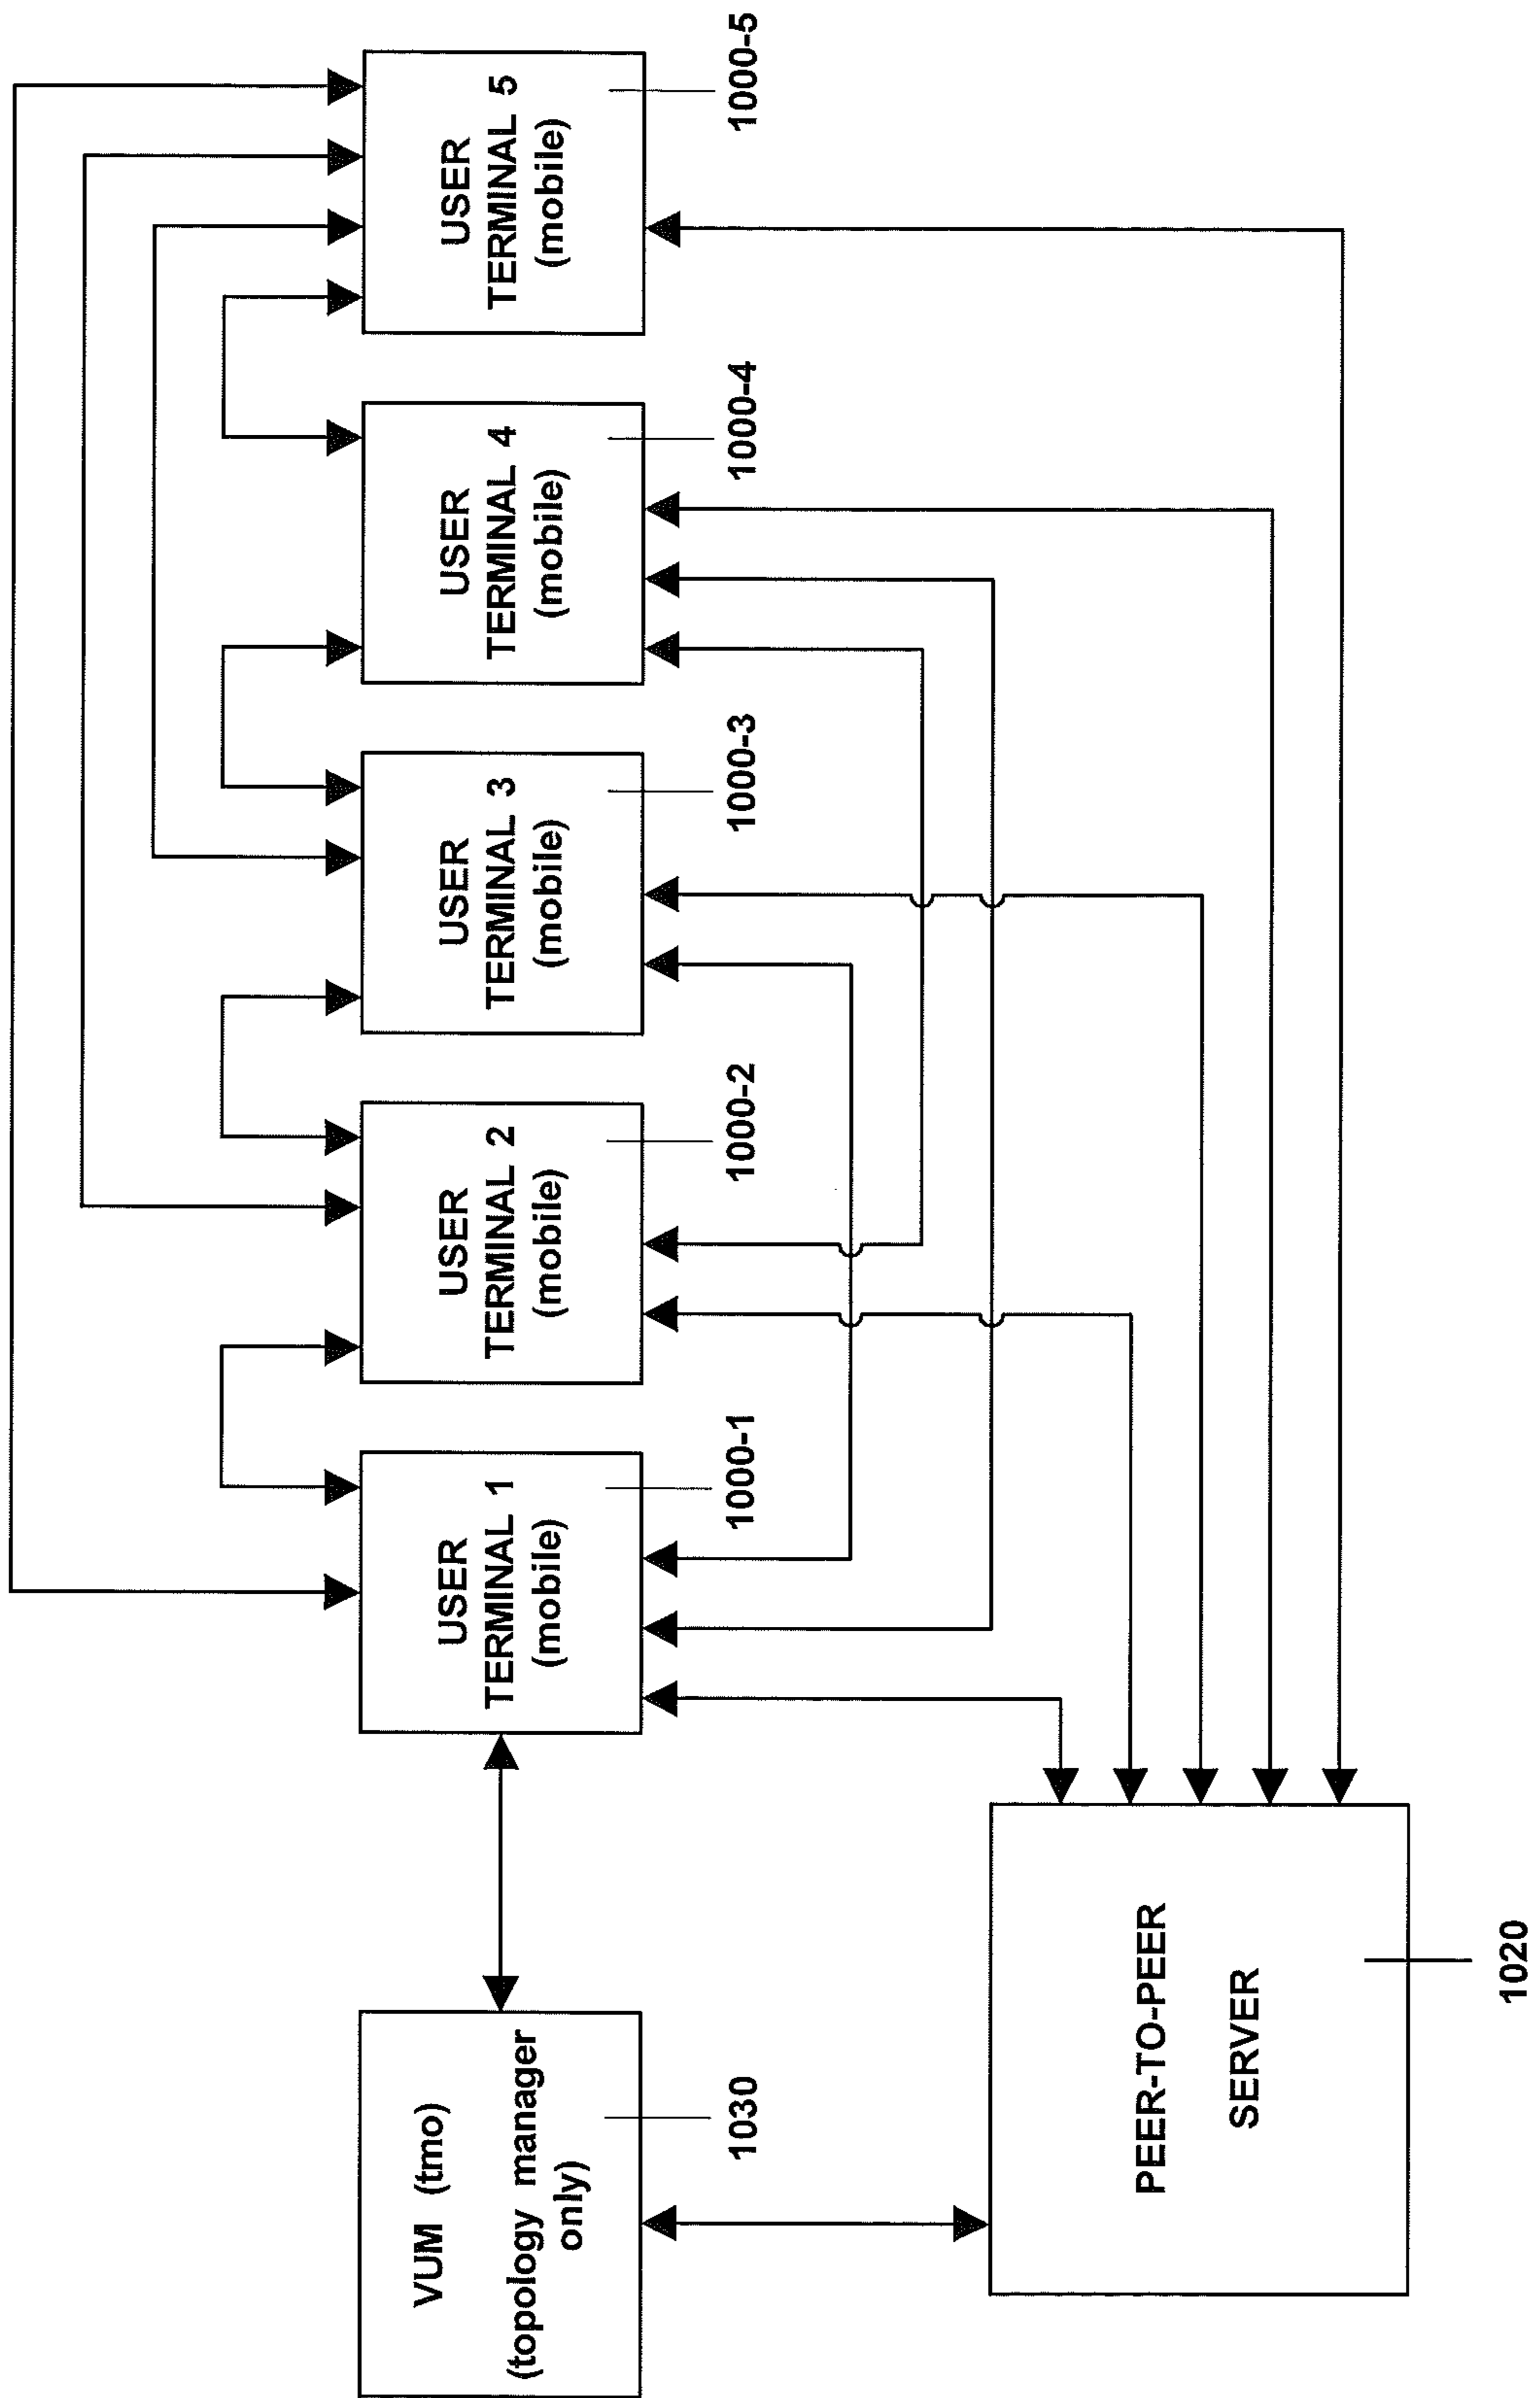 VUM (tmo)
(topology manager
only)
1030
USER
TERMINAL 1
(mobile)
1000-1
USER
TERMINAL 2
(mobile)
1000-2
USER
TERMINAL 3
(mobile)
1000-3
USER
TERMINAL 4
(mobile)
1000-4
USER
TERMINAL 5
(mobile)
1000-5
PEER-TO-PEER
SERVER
1020